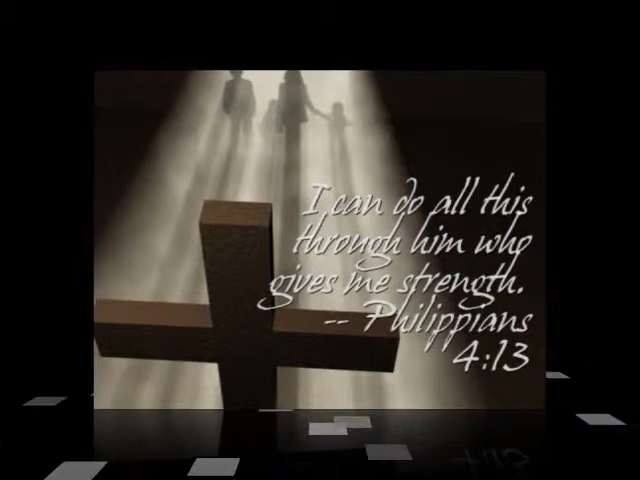 I can do all this
through him who
gives me strength.
-- Philippians
4:13